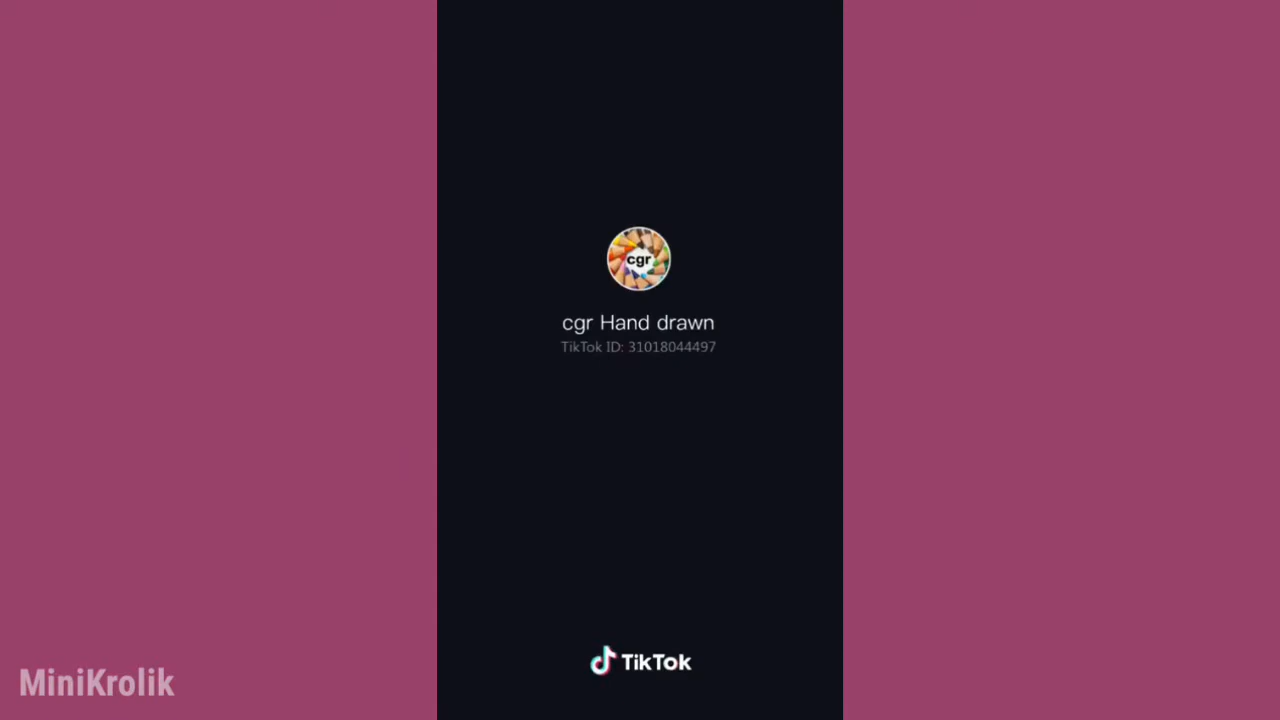 cgr
cgr Hand drawn
TikTok ID: 31018044497
TikTok
MiniKrolik